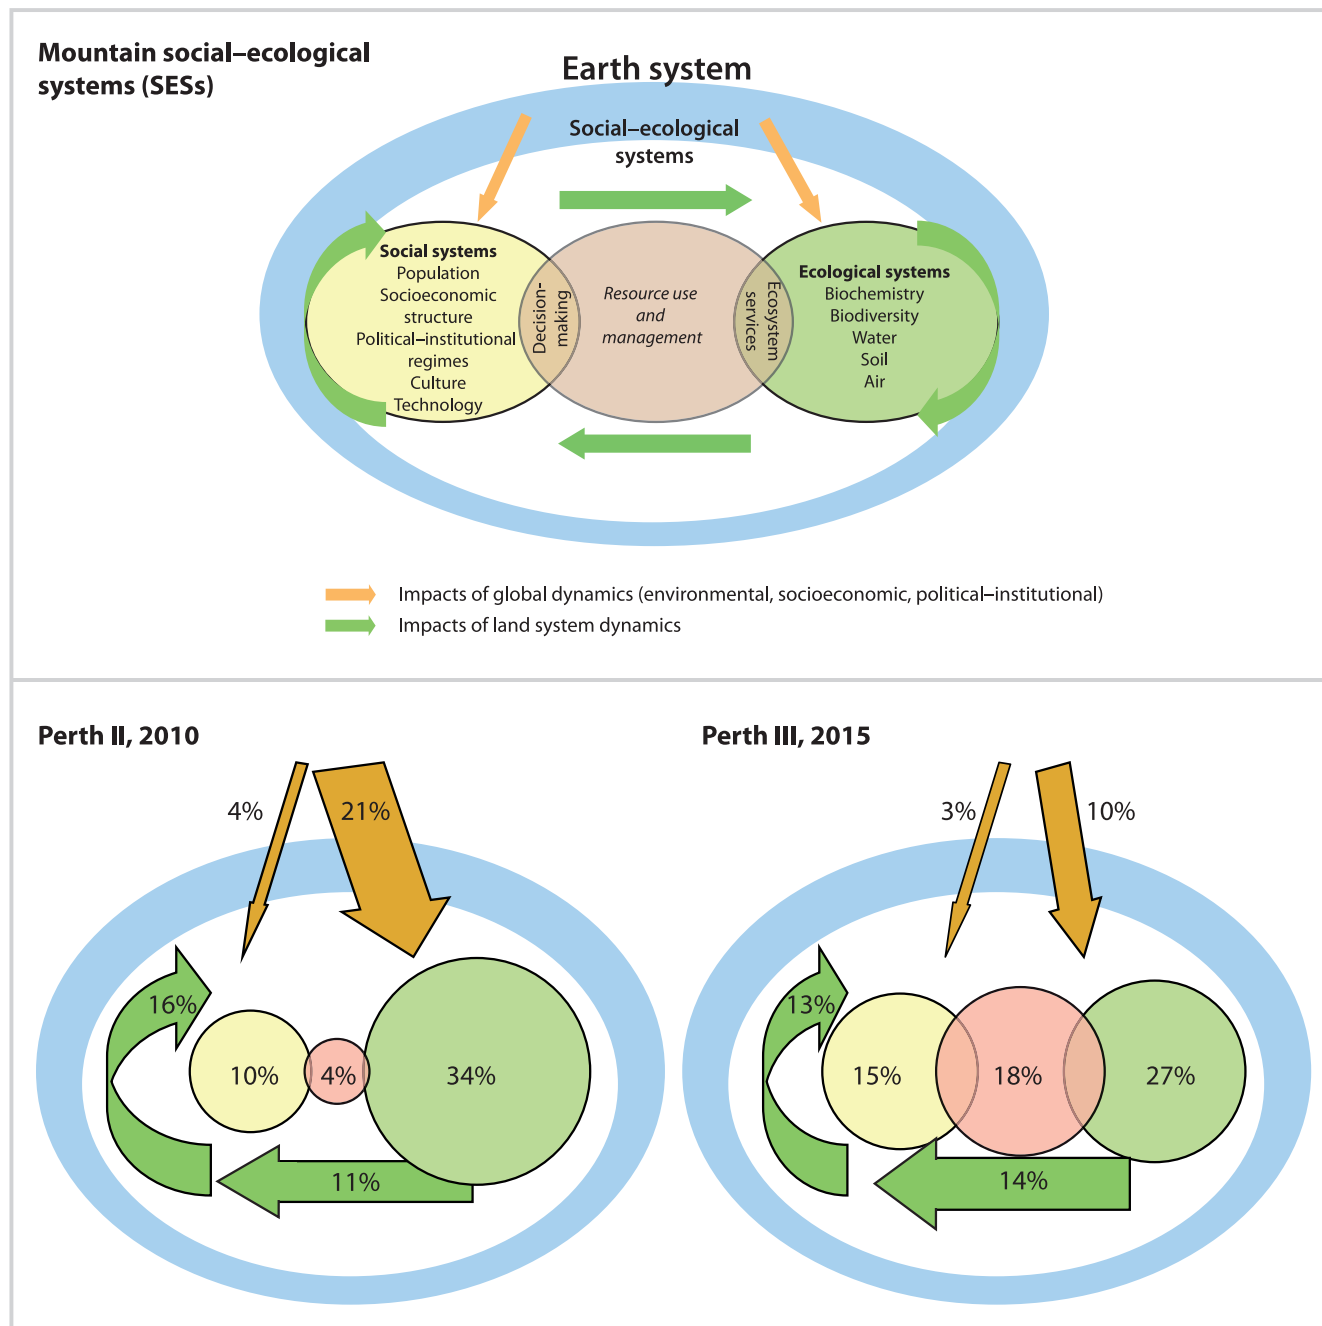 Mountain social–ecological
systems (SESs)
Earth system
Social–ecological
systems
Social systems
Population
Socioeconomic
structure
Political–institutional
regimes
Culture
Technology
Decision-
making
Resource use
and
management
Ecosystem
services
Ecological systems
Biochemistry
Biodiversity
Water
Soil
Air
Impacts of global dynamics (environmental, socioeconomic, political–institutional)
Impacts of land system dynamics
Perth II, 2010
4%
21%
16%
10%
4%
34%
11%
Perth III, 2015
3%
10%
13%
15%
18%
27%
14%